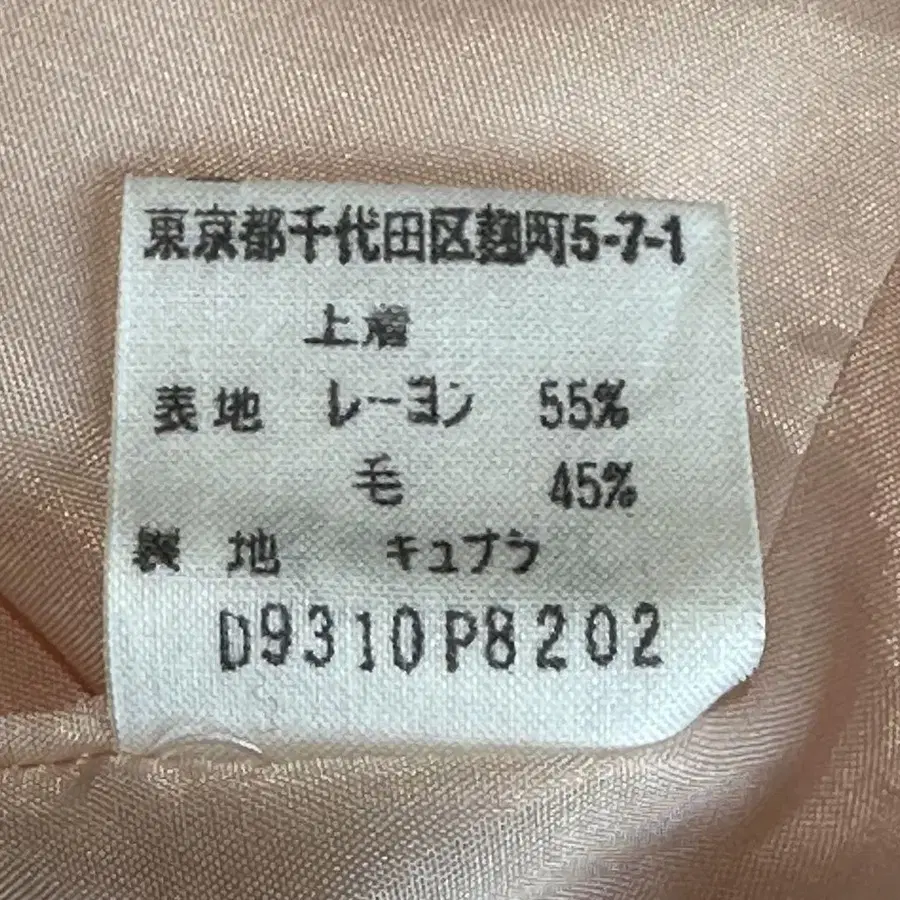 東京都千代田区麹町5-7-1
上着
表地 レーヨン 55%
毛 45%
裏地 キュプラ
D9310P8202